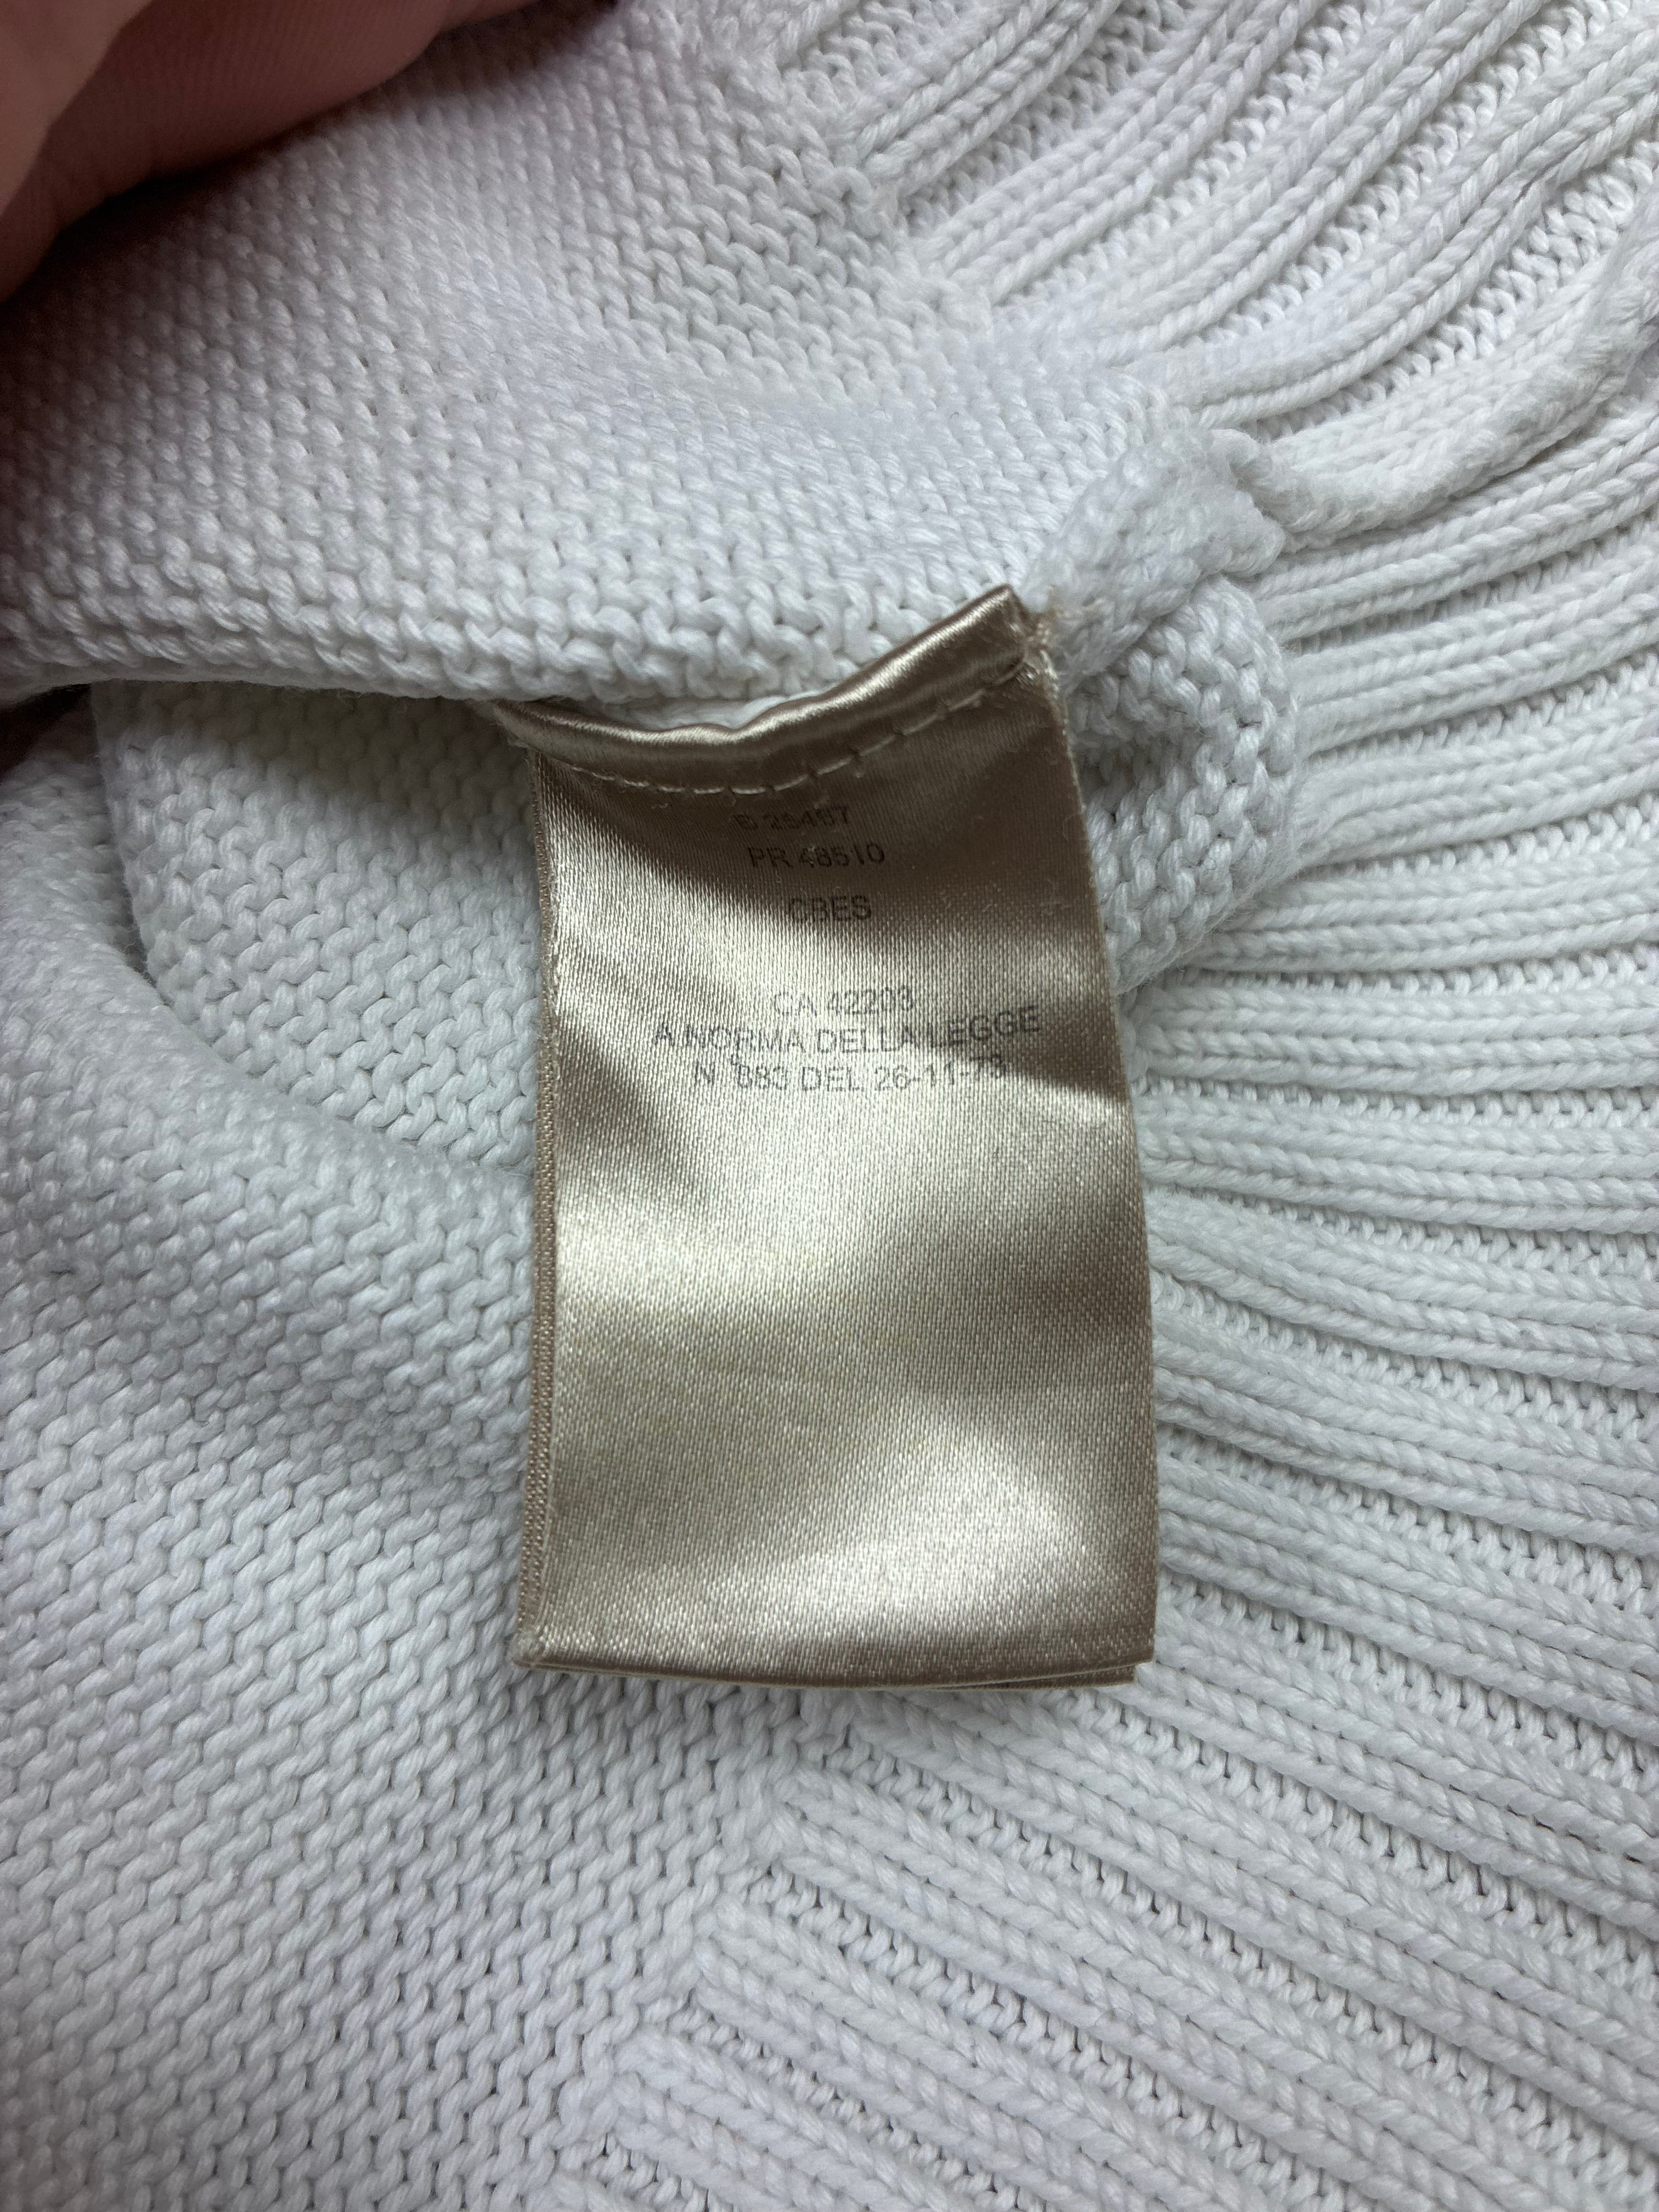 PR 48510
CBES
CA 42203
A NORMA DELLA LEGGE
N° 883 DEL 26-11-73